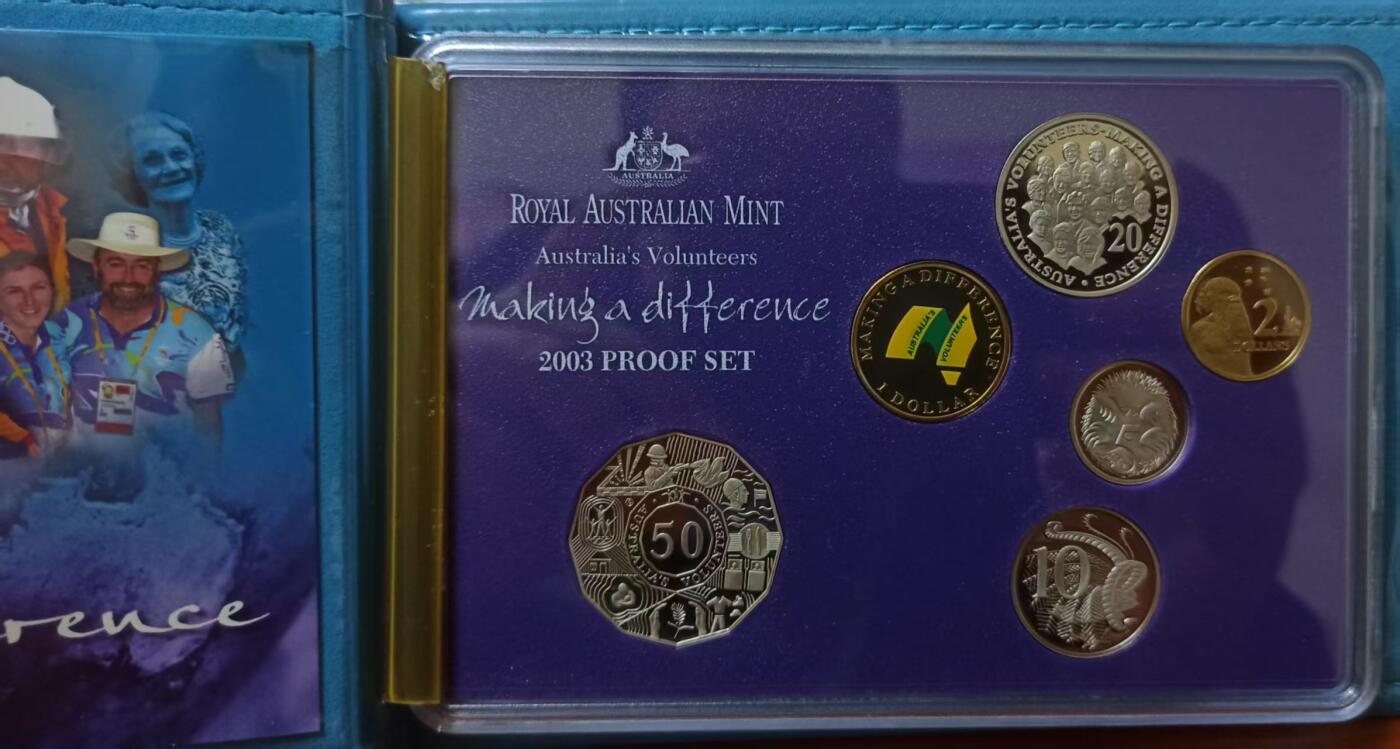 AUSTRALIA
ROYAL AUSTRALIAN MINT
Australia's Volunteers
Making a difference
2003 PROOF SET
AUSTRALIA'S VOLUNTEERS - MAKING A DIFFERENCE
20
MAKING A DIFFERENCE
AUSTRALIA'S
VOLUNTEERS
1 DOLLAR
2
DOLLARS
5
10
50
AUSTRALIA'S VOLUNTEERS
rence